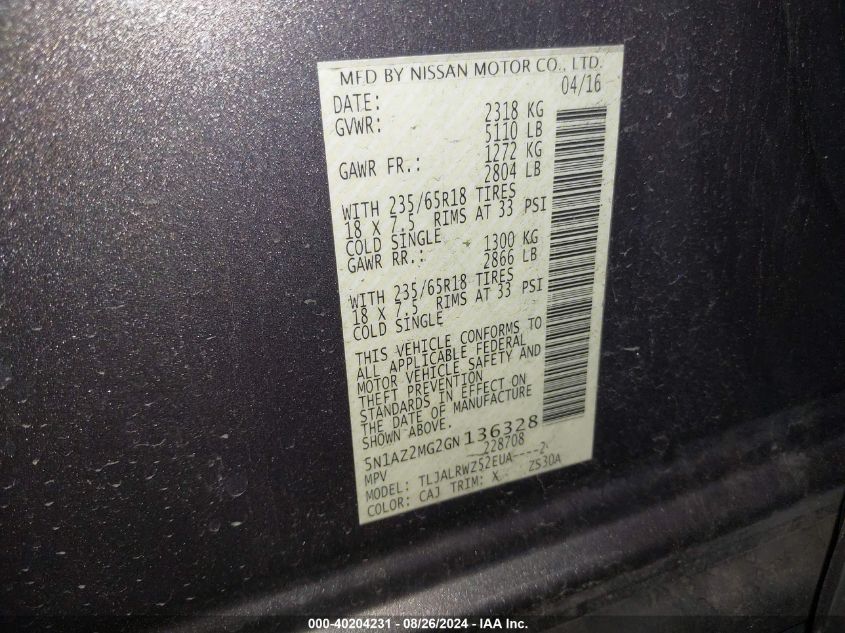 MFD BY NISSAN MOTOR CO., LTD.
DATE: 04/16
GVWR: 2318 KG
5110 LB
GAWR FR.: 1272 KG
2804 LB
WITH 235/65R18 TIRES
18 X 7.5 RIMS AT 33 PSI
COLD SINGLE
GAWR RR.: 1300 KG
2866 LB
WITH 235/65R18 TIRES
18 X 7.5 RIMS AT 33 PSI
COLD SINGLE
THIS VEHICLE CONFORMS TO
ALL APPLICABLE FEDERAL
MOTOR VEHICLE SAFETY AND
THEFT PREVENTION
STANDARDS IN EFFECT ON
THE DATE OF MANUFACTURE
SHOWN ABOVE.
5N1AZ2MG2GN136328
MPV 228708
MODEL: TLJALRWZ52EUA----2
COLOR: CAJ TRIM: X ZS30A
000-40204231 - 08/26/2024 - IAA Inc.